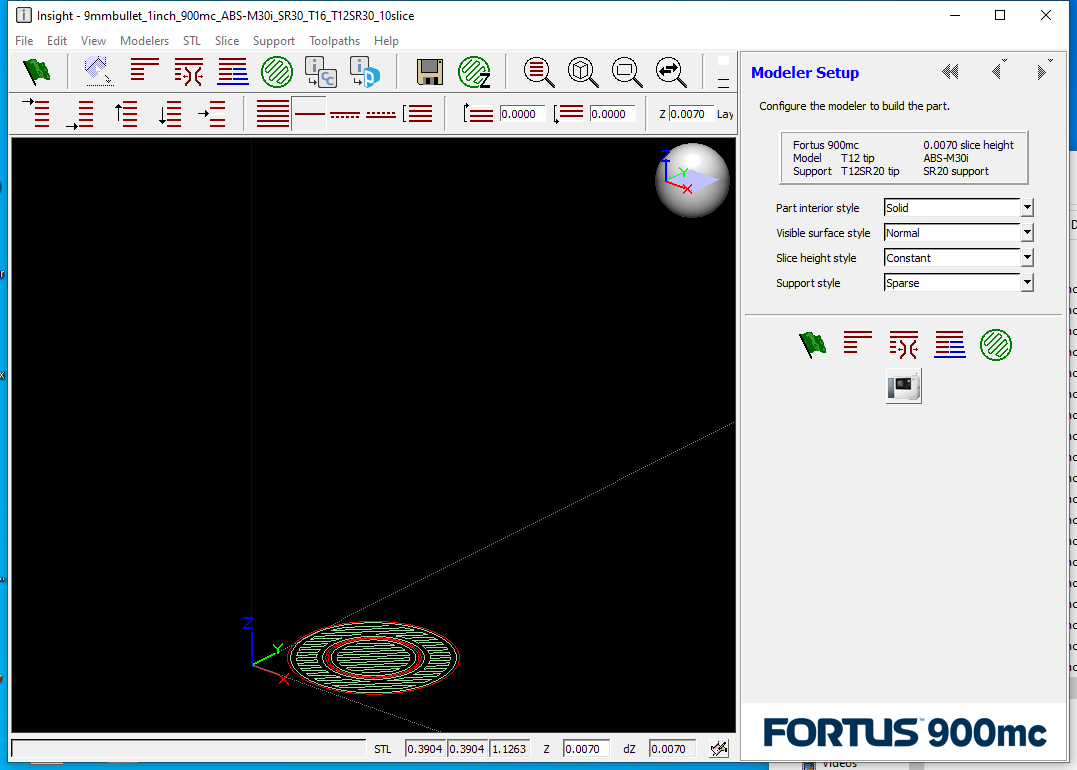 Insight - 9mmbullet_1inch_900mc_ABS-M30i_SR30_T16_T12SR30_10slice
File Edit View Modelers STL Slice Support Toolpaths Help
0.0000 0.0000 Z 0.0070 Lay
Modeler Setup
Configure the modeler to build the part.
Fortus 900mc 0.0070 slice height
Model T12 tip ABS-M30i
Support T12SR20 tip SR20 support
Part interior style Solid
Visible surface style Normal
Slice height style Constant
Support style Sparse
Z
Y
X
Z
Y
X
FORTUS™ 900mc
STL 0.3904 0.3904 1.1263 Z 0.0070 dZ 0.0070
Videos